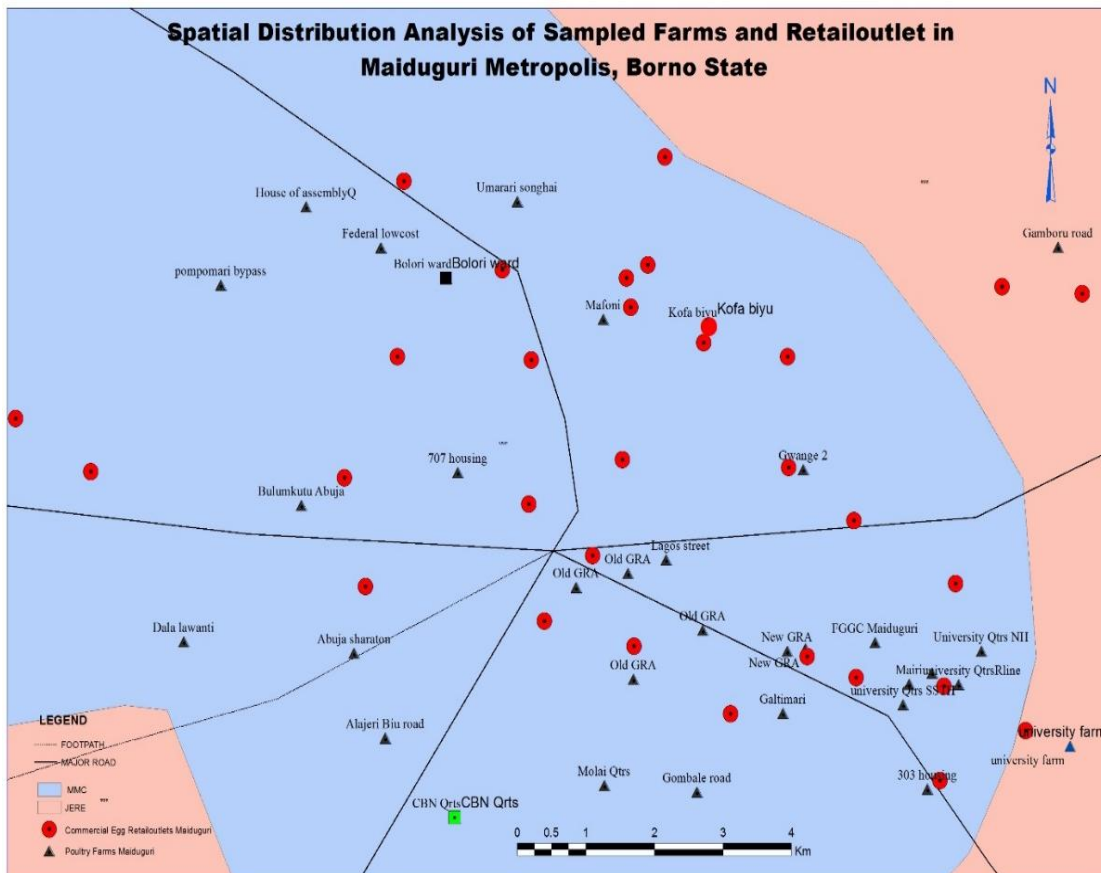 Spatial Distribution Analysis of Sampled Farms and Retailoutlet in
Maiduguri Metropolis, Borno State
N
Umarari songhai
House of assemblyQ
Gamboru road
Federal lowcost
Bolori ward Bolori ward
pompomari bypass
Mafoni
Kofa biyu Kofa biyu
707 housing
Gwange 2
Bulumkutu Abuja
Lagos street
Old GRA
Old GRA
Old GRA
Dala lawanti
Abuja sharaton
New GRA
FGGC Maiduguri
University Qtrs NII
New GRA
Old GRA
Mairiuniversity QtrsRline
university Qtrs SSTH
Galtimari
Alajeri Biu road
university farm
university farm
Molai Qtrs
Gombale road
303 housing
CBN Qrts CBN Qrts
LEGEND
FOOTPATH
MAJOR ROAD
MMC
JERE
Commercial Egg Retailoutlets Maiduguri
Poultry Farms Maiduguri
0 0.5 1 2 3 4
Km